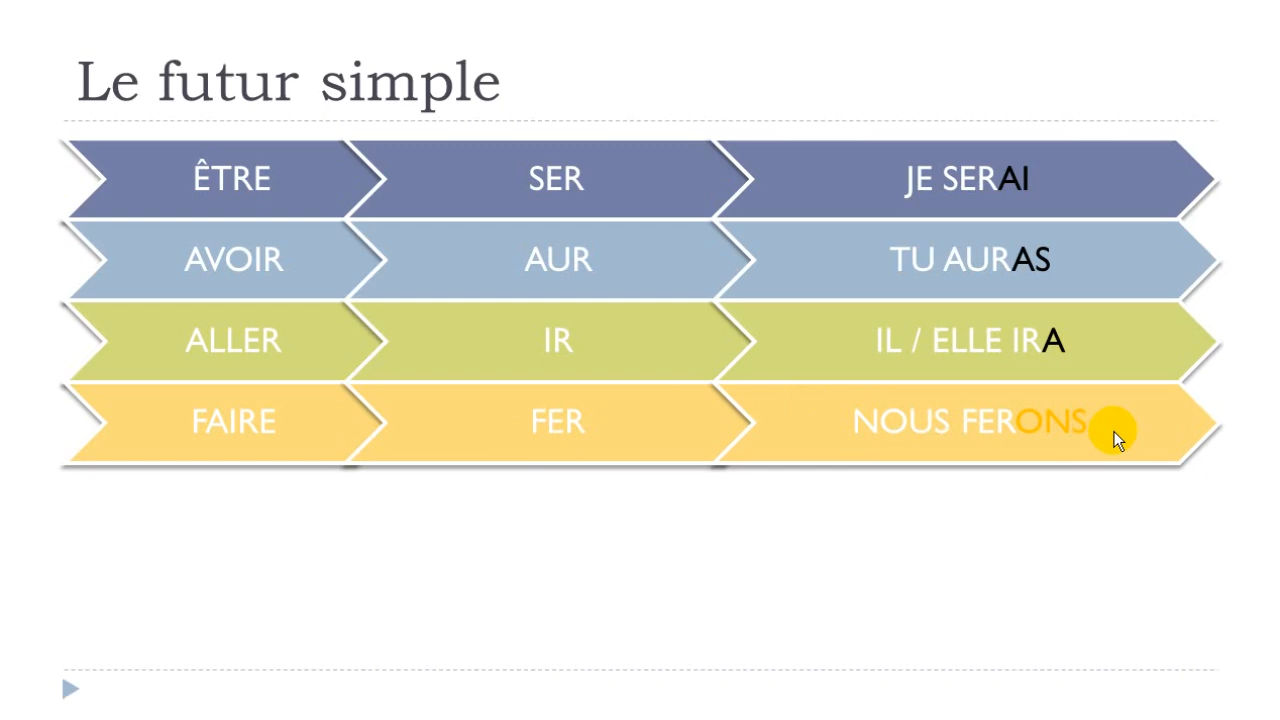 Le futur simple
ÊTRE SER JE SERAI
AVOIR AUR TU AURAS
ALLER IR IL / ELLE IRA
FAIRE FER NOUS FERONS